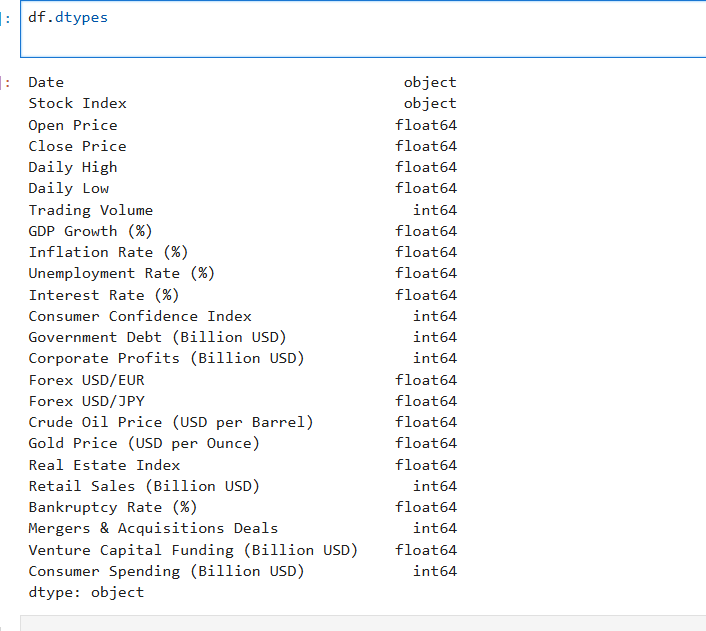 ]:
df.dtypes
]:
Date object
Stock Index object
Open Price float64
Close Price float64
Daily High float64
Daily Low float64
Trading Volume int64
GDP Growth (%) float64
Inflation Rate (%) float64
Unemployment Rate (%) float64
Interest Rate (%) float64
Consumer Confidence Index int64
Government Debt (Billion USD) int64
Corporate Profits (Billion USD) int64
Forex USD/EUR float64
Forex USD/JPY float64
Crude Oil Price (USD per Barrel) float64
Gold Price (USD per Ounce) float64
Real Estate Index float64
Retail Sales (Billion USD) int64
Bankruptcy Rate (%) float64
Mergers & Acquisitions Deals int64
Venture Capital Funding (Billion USD) float64
Consumer Spending (Billion USD) int64
dtype: object